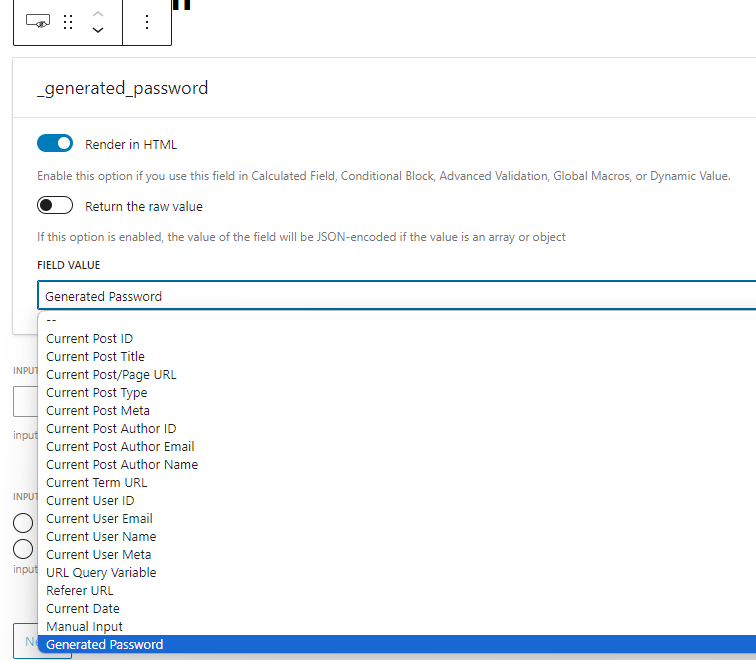 _generated_password
Render in HTML
Enable this option if you use this field in Calculated Field, Conditional Block, Advanced Validation, Global Macros, or Dynamic Value.
Return the raw value
If this option is enabled, the value of the field will be JSON-encoded if the value is an array or object
FIELD VALUE
Generated Password
--
Current Post ID
Current Post Title
Current Post/Page URL
INPUT
Current Post Type
Current Post Meta
Current Post Author ID
input
Current Post Author Email
Current Post Author Name
Current Term URL
INPUT
Current User ID
Current User Email
Current User Name
Current User Meta
input
URL Query Variable
Referer URL
Current Date
Manual Input
Ne
Generated Password